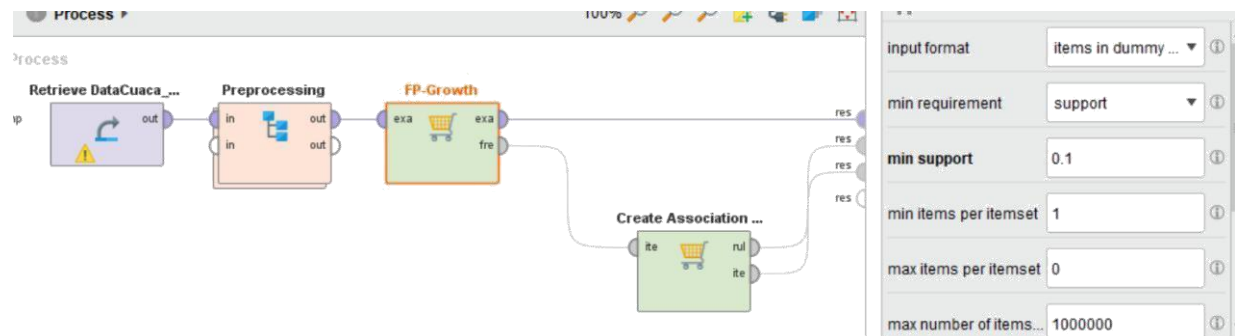 Process
100%
Process
Retrieve DataCuaca_...
Preprocessing
FP-Growth
out
in
out
in
out
exa
exa
fre
res
res
res
res
Create Association ...
ite
rul
ite
input format
items in dummy ...
min requirement
support
min support
0.1
min items per itemset
1
max items per itemset
0
max number of items...
1000000